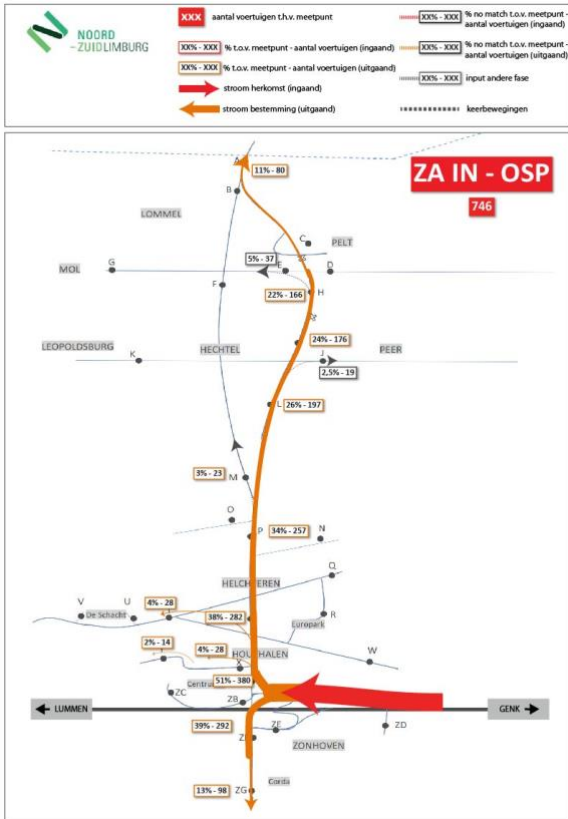 NOORD
-ZUIDLIMBURG
XXX aantal voertuigen t.h.v. meetpunt
XX% - XXX % t.o.v. meetpunt - aantal voertuigen (ingaand)
XX% - XXX % t.o.v. meetpunt - aantal voertuigen (uitgaand)
stroom herkomst (ingaand)
stroom bestemming (uitgaand)
XX% - XXX % no match t.o.v. meetpunt -
aantal voertuigen (ingaand)
XX% - XXX % no match t.o.v. meetpunt -
aantal voertuigen (uitgaand)
XX% - XXX input andere fase
keerbewegingen
ZA IN - OSP
746
A
11% - 80
B
LOMMEL
C
PELT
5% - 37
G
E
D
MOL
F
22% - 166
H
24% - 176
LEOPOLDSBURG
HECHTEL
J
PEER
K
2,5% - 19
L
26% - 197
3% - 23
M
O
P
34% - 257
N
HELCHTEREN
Q
4% - 28
V
U
De Schacht
38% - 282
R
Europark
2% - 14
4% - 28
HOUTHALEN
W
X
51% - 380
Centru
ZC
ZB
LUMMEN
GENK
39% - 292
ZE
ZD
ZONHOVEN
13% - 98
ZG
Corda